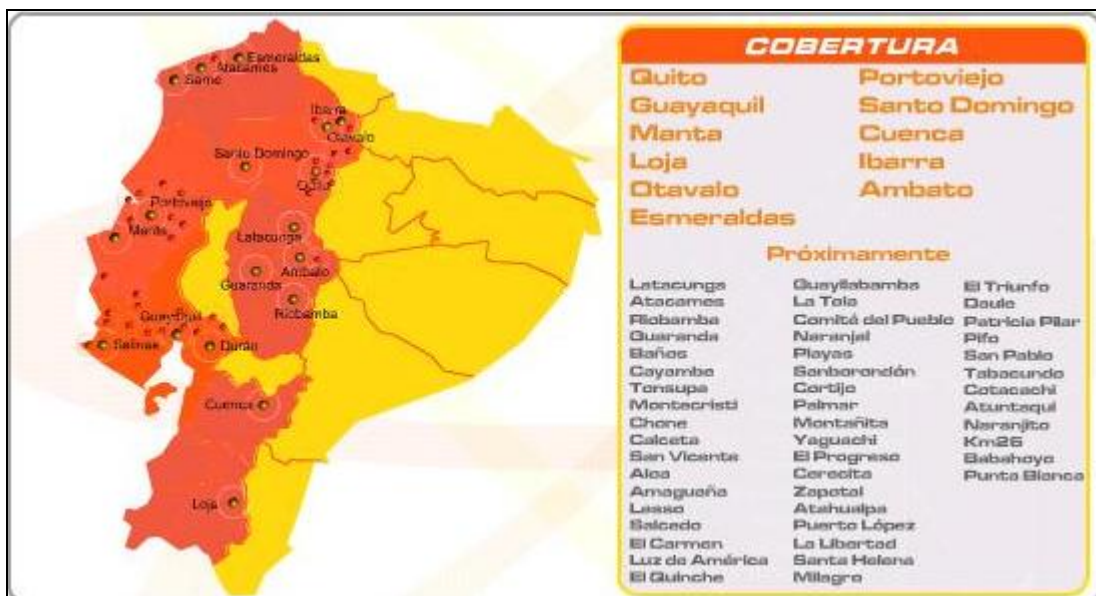 Esmeraldas
Atacames
Same
Ibarra
Otavalo
Santo Domingo
Quito
Portoviejo
Manta
Latacunga
Ambato
Guaranda
Riobamba
Guayaquil
Salinas
Durán
Cuenca
Loja
COBERTURA
Quito Portoviejo
Guayaquil Santo Domingo
Manta Cuenca
Loja Ibarra
Otavalo Ambato
Esmeraldas
Próximamente
Latacunga Guayllabamba El Triunfo
Atacames La Tola Daule
Riobamba Comité del Pueblo Patricia Pilar
Guaranda Naranjal Pifo
Baños Playas San Pablo
Cayambe Samborondón Tabacundo
Tonsupa Cortijo Cotacachi
Montecristi Palmar Atuntaqui
Chone Montañita Naranjito
Calceta Yaguachi Km26
San Vicente El Progreso Babahoyo
Aloa Cerecita Punta Blanca
Amaguaña Zapotal
Lasso Atahualpa
Salcedo Puerto López
El Carmen La Libertad
Luz de América Santa Helena
El Quinche Milagro